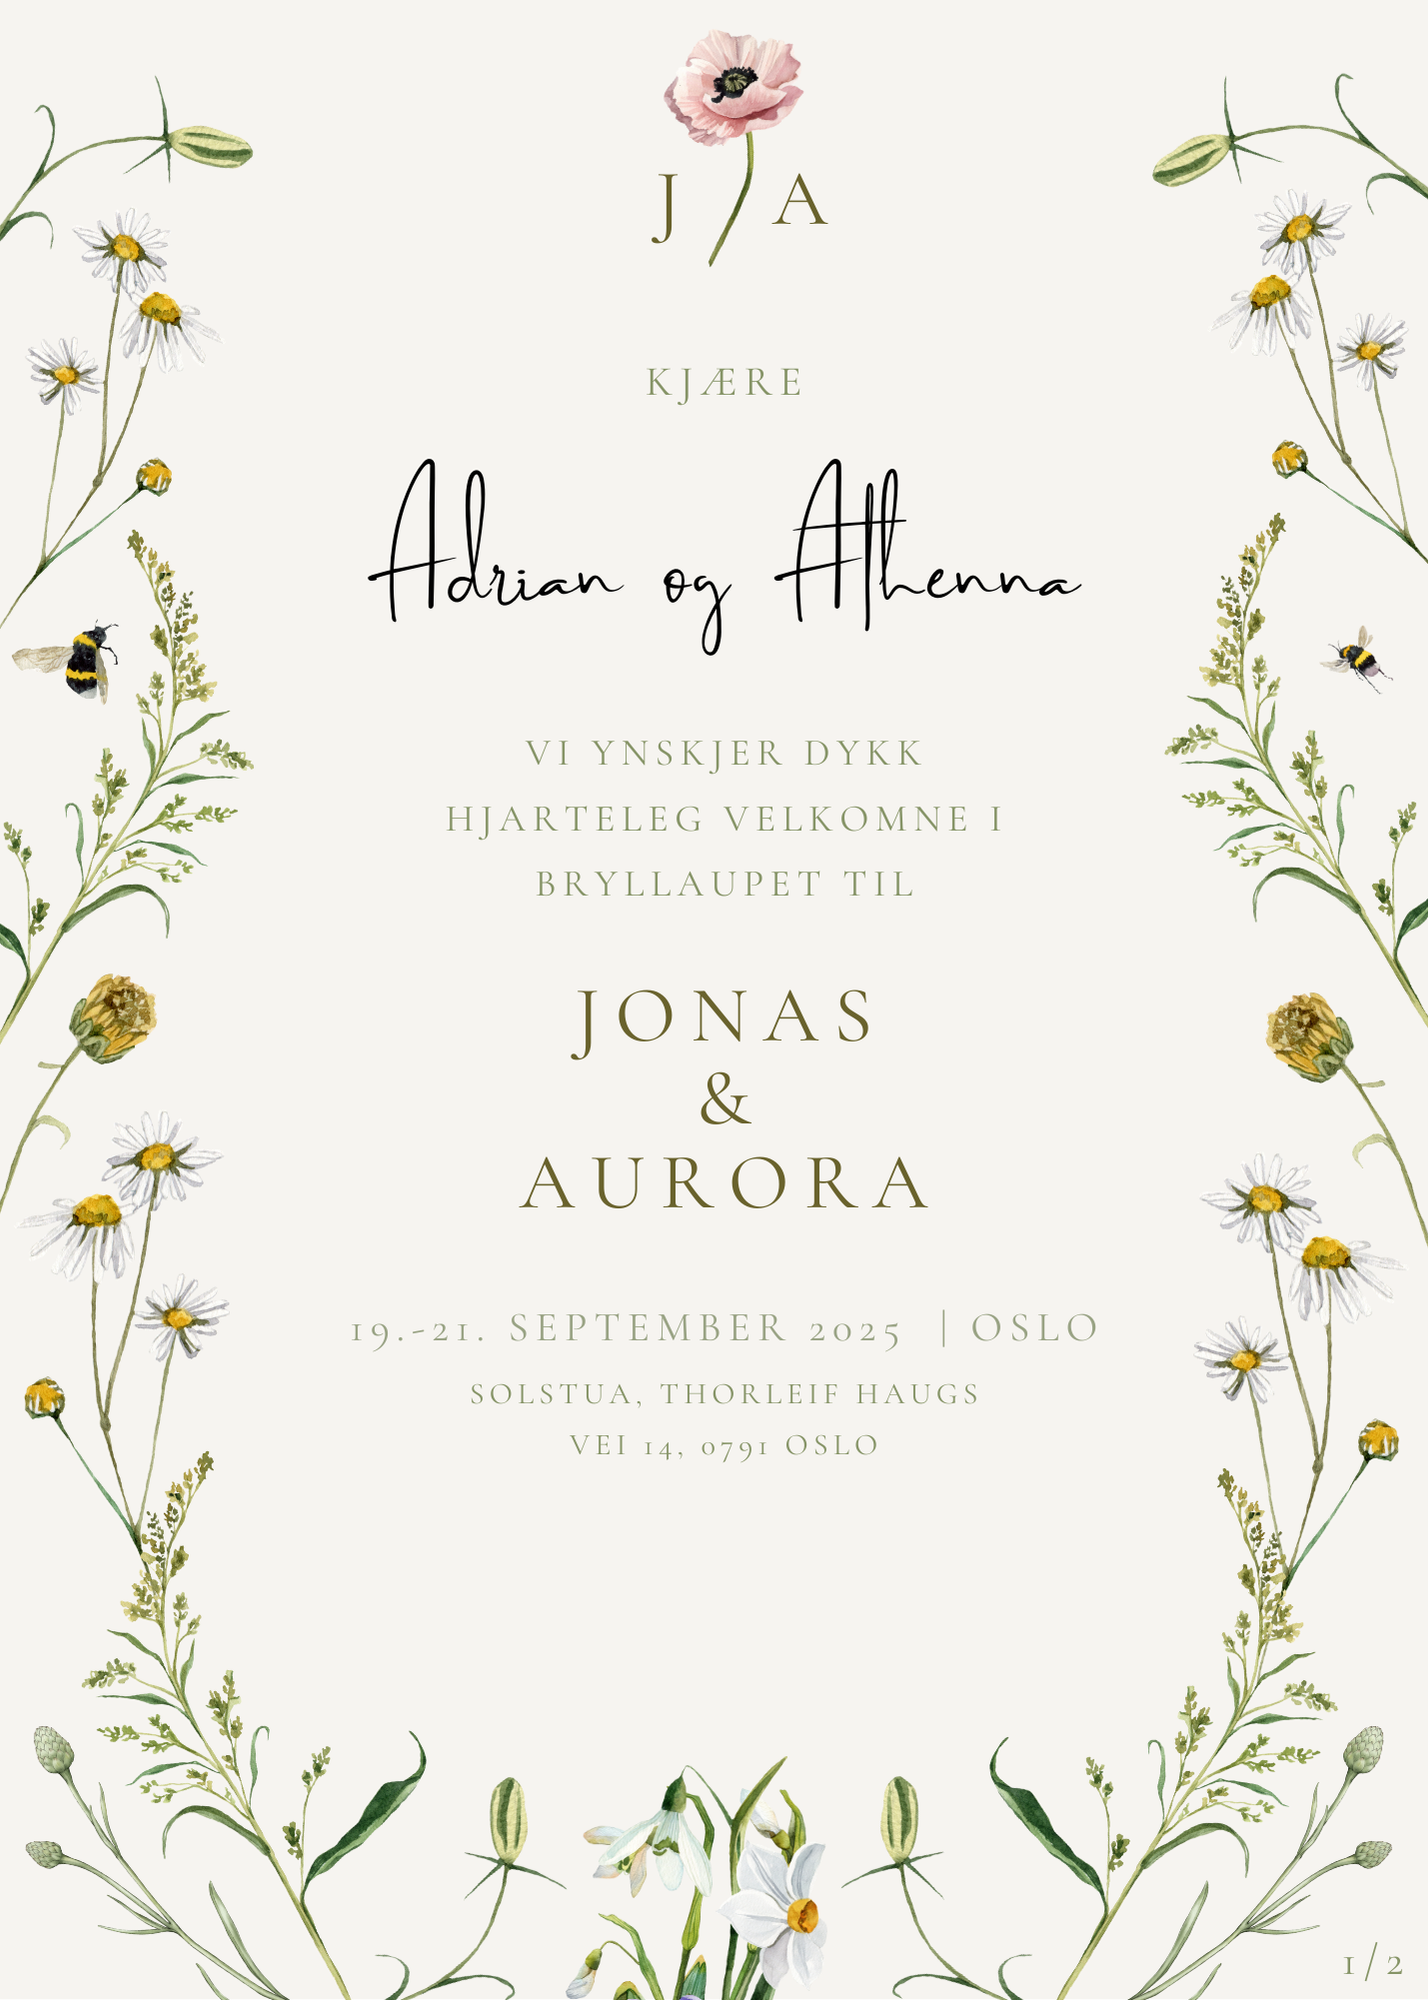 J A
KJÆRE
Adrian og Athenna
VI YNSKJER DYKK
HJARTELEG VELKOMNE I
BRYLLAUPET TIL
JONAS
&
AURORA
19.-21. SEPTEMBER 2025 | OSLO
SOLSTUA, THORLEIF HAUGS
VEI 14, 0791 OSLO
1/2